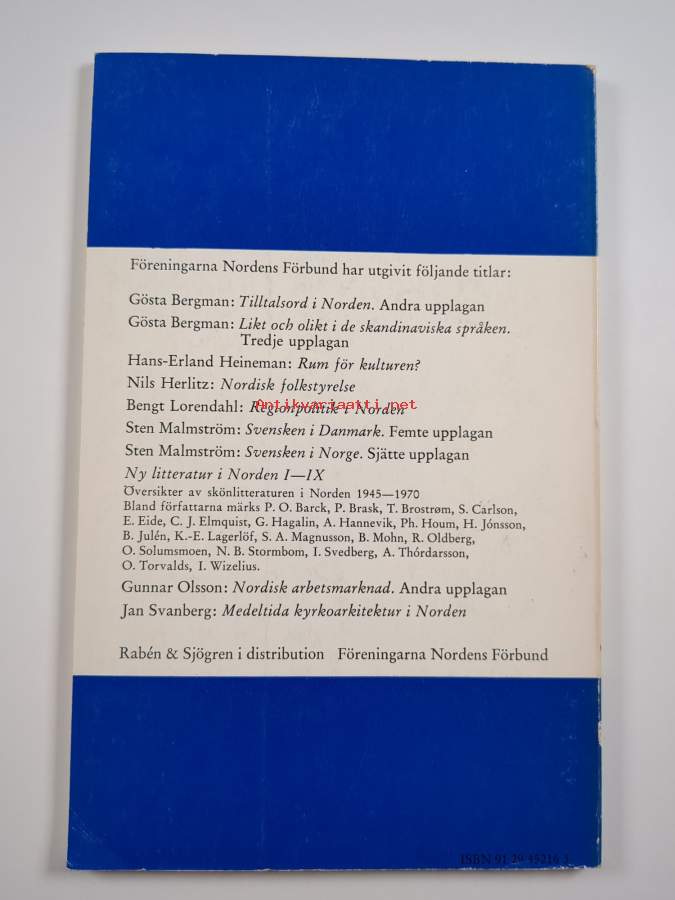 Föreningarna Nordens Förbund har utgivit följande titlar:
Gösta Bergman: Tilltalsord i Norden. Andra upplagan
Gösta Bergman: Likt och olikt i de skandinaviska språken.
Tredje upplagan
Hans-Erland Heineman: Rum för kulturen?
Nils Herlitz: Nordisk folkstyrelse
Bengt Lorendahl: Regionpolitik i Norden
Antikvariaatti.net
Sten Malmström: Svensken i Danmark. Femte upplagan
Sten Malmström: Svensken i Norge. Sjätte upplagan
Ny litteratur i Norden I—IX
Översikter av skönlitteraturen i Norden 1945—1970
Bland författarna märks P. O. Barck, P. Brask, T. Brostrøm, S. Carlson,
E. Eide, C. J. Elmquist, G. Hagalin, A. Hannevik, Ph. Houm, H. Jónsson,
B. Julén, K.-E. Lagerlöf, S. A. Magnusson, B. Mohn, R. Oldberg,
O. Solumsmoen, N. B. Stormbom, I. Svedberg, A. Thórdarsson,
O. Torvalds, I. Wizelius.
Gunnar Olsson: Nordisk arbetsmarknad. Andra upplagan
Jan Svanberg: Medeltida kyrkoarkitektur i Norden
Rabén & Sjögren i distribution Föreningarna Nordens Förbund
ISBN 91 29 45216 3